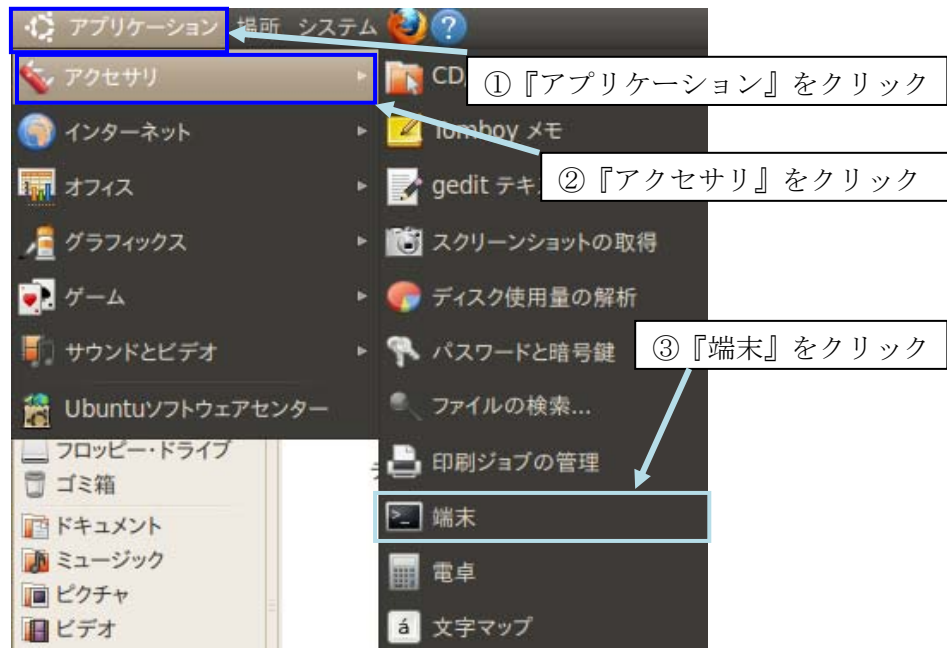 アプリケーション 場所 システム
①『アプリケーション』をクリック
アクセサリ
CD
インターネット
Tomboy メモ
②『アクセサリ』をクリック
オフィス
gedit テキ
グラフィックス
スクリーンショットの取得
ゲーム
ディスク使用量の解析
サウンドとビデオ
パスワードと暗号鍵
③『端末』をクリック
Ubuntuソフトウェアセンター
ファイルの検索...
フロッピー・ドライブ
印刷ジョブの管理
ゴミ箱
端末
ドキュメント
ミュージック
電卓
ピクチャ
ビデオ
文字マップ